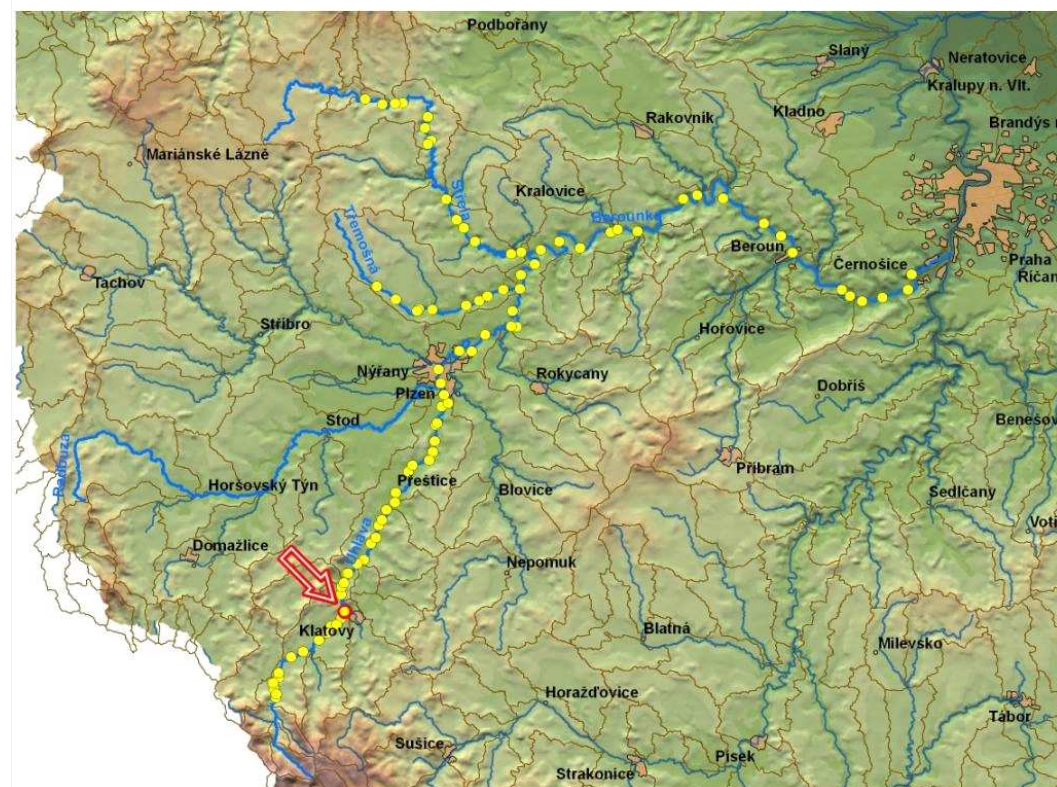 Podbořany
Slaný
Neratovice
Kralupy n. Vlt.
Kladno
Rakovník
Brandýs n
Mariánské Lázně
Střela
Kralovice
Berounka
Třemošná
Beroun
Černošice
Praha
Říčan
Tachov
Stříbro
Hořovice
Nýřany
Rokycany
Dobříš
Plzeň
Stod
Benešov
Radbuza
Příbram
Horšovský Týn
Přeštice
Blovice
Sedlčany
Voti
Úhlava
Domažlice
Nepomuk
Klatovy
Blatná
Milevsko
Horažďovice
Tábor
Sušice
Písek
Strakonice